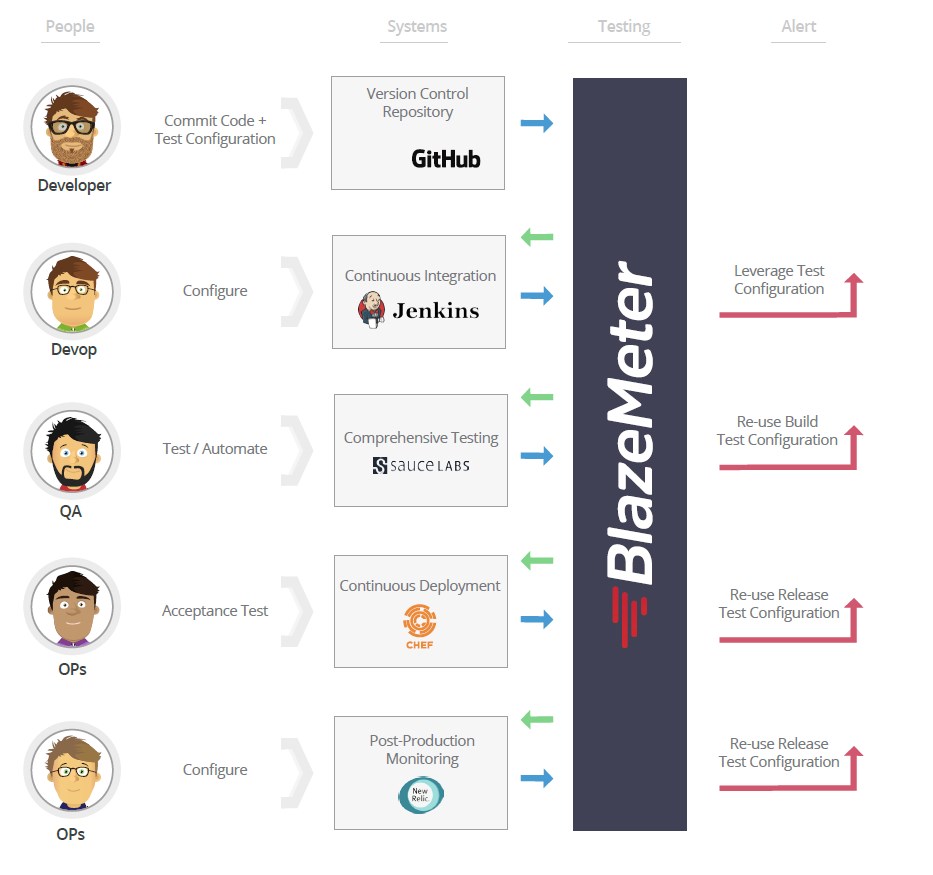 People
Systems
Testing
Alert
Developer
Commit Code +
Test Configuration
Version Control
Repository
GitHub
Devop
Configure
Continuous Integration
Jenkins
Leverage Test
Configuration
QA
Test / Automate
Comprehensive Testing
S SAUCE LABS
Re-use Build
Test Configuration
OPs
Acceptance Test
Continuous Deployment
CHEF
Re-use Release
Test Configuration
OPs
Configure
Post-Production
Monitoring
New
Relic.
Re-use Release
Test Configuration
BlazeMeter